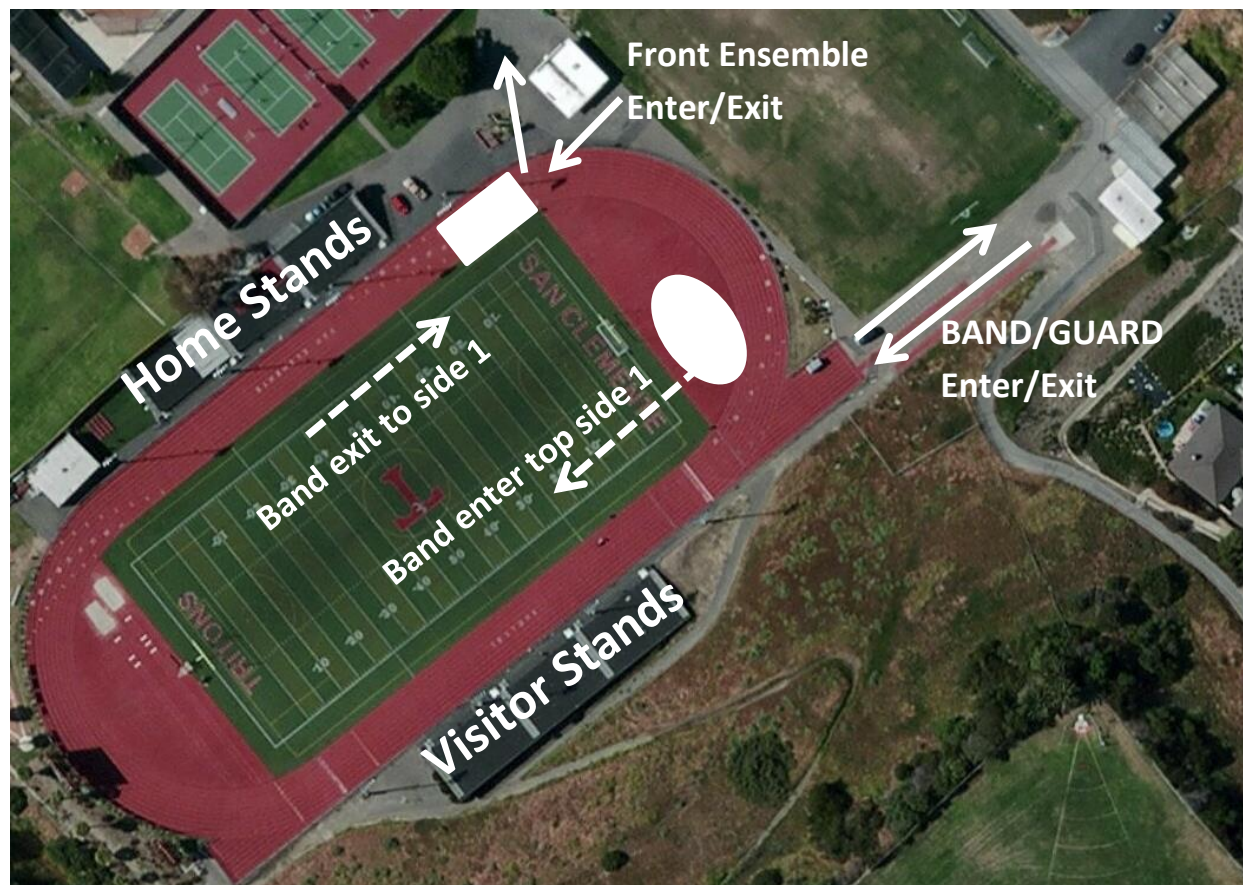 Front Ensemble
Enter/Exit
Home Stands
SAN CLEMENTE
BAND/GUARD
Enter/Exit
Band exit to side 1
Band enter top side 1
TRITONS
Visitor Stands